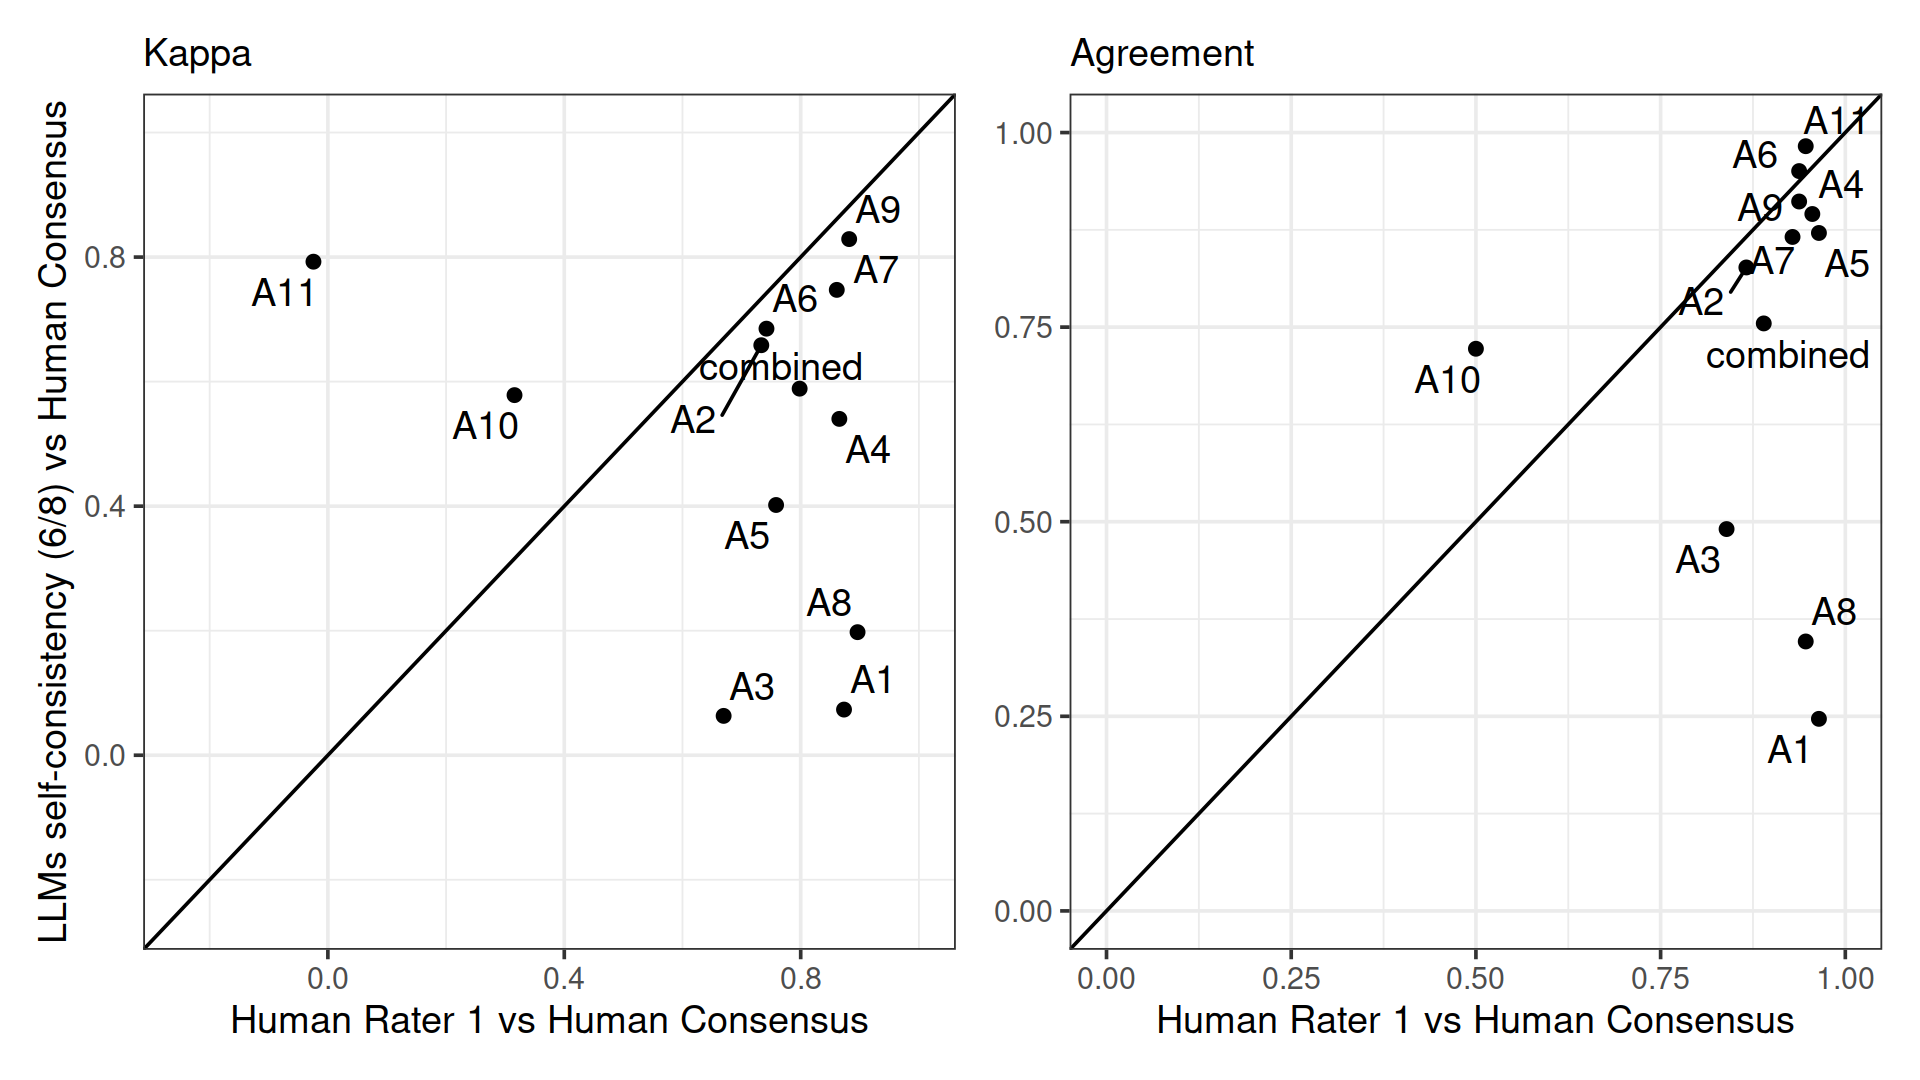 Kappa
Agreement
LLMs self-consistency (6/8) vs Human Consensus
0.8
0.4
0.0
A9
A7
A11
A6
combined
A2
A10
A4
A5
A8
A3
A1
0.0
0.4
0.8
Human Rater 1 vs Human Consensus
1.00
0.75
0.50
0.25
0.00
A11
A6
A4
A9
A7
A5
A2
combined
A10
A3
A8
A1
0.00
0.25
0.50
0.75
1.00
Human Rater 1 vs Human Consensus